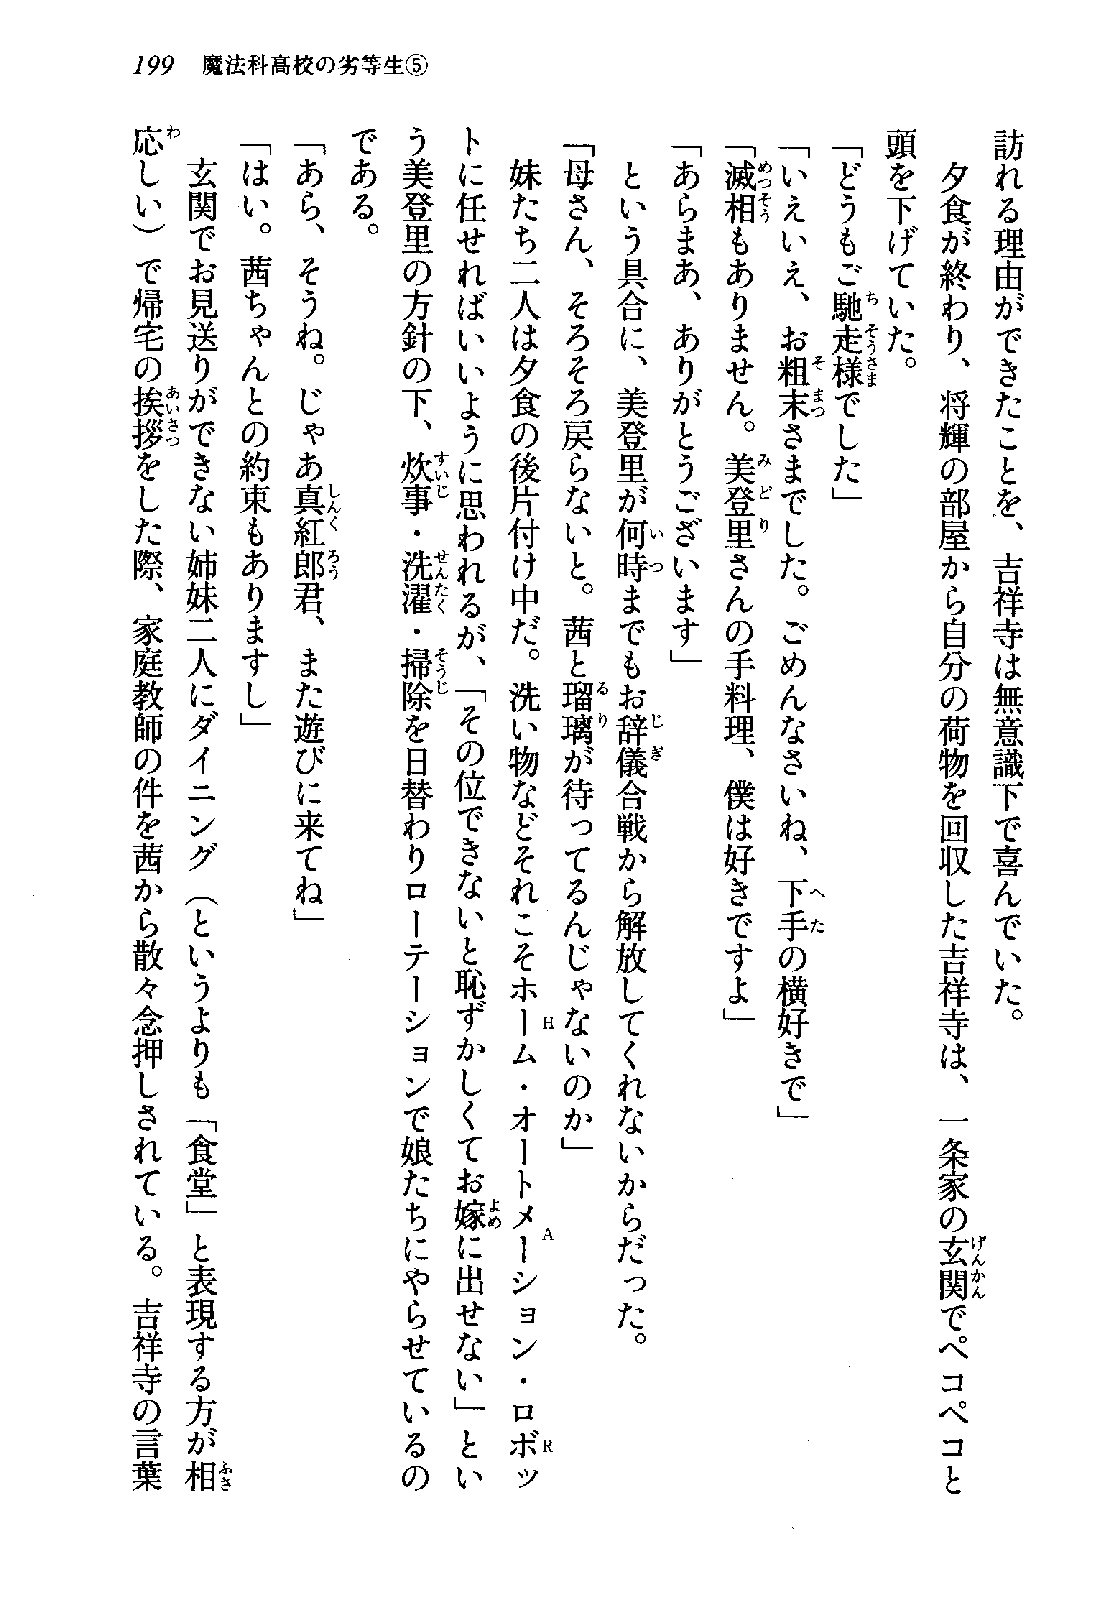 199　魔法科高校の劣等生⑤
訪れる理由ができたことを、吉祥寺は無意識下で喜んでいた。
　夕食が終わり、将輝の部屋から自分の荷物を回収した吉祥寺は、一条家の玄関でペコペコと
頭を下げていた。
「どうもご馳走様でした」
「いえいえ、お粗末さまでした。ごめんなさいね、下手の横好きで」
「滅相もありません。美登里さんの手料理、僕は好きですよ」
「あらまあ、ありがとうございます」
　という具合に、美登里が何時までもお辞儀合戦から解放してくれないからだった。
「母さん、そろそろ戻らないと。茜と瑠璃が待ってるんじゃないのか」
　妹たち二人は夕食の後片付け中だ。洗い物などそれこそホーム・オートメーション・ロボッ
トに任せればいいように思われるが、「その位できないと恥ずかしくてお嫁に出せない」とい
う美登里の方針の下、炊事・洗濯・掃除を日替わりローテーションで娘たちにやらせているの
である。
「あら、そうね。じゃあ真紅郎君、また遊びに来てね」
「はい。茜ちゃんとの約束もありますし」
　玄関でお見送りができない姉妹二人にダイニング（というよりも「食堂」と表現する方が相
応しい）で帰宅の挨拶をした際、家庭教師の件を茜から散々念押しされている。吉祥寺の言葉